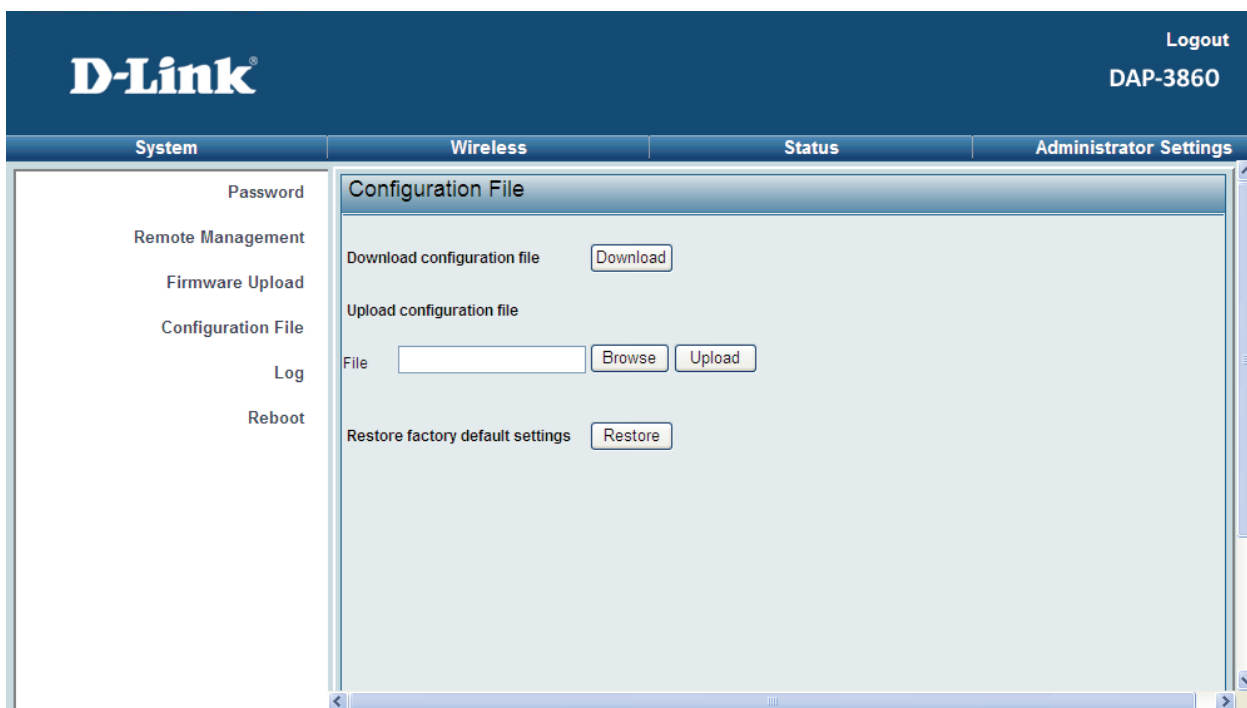 Logout
D-Link®
DAP-3860
System Wireless Status Administrator Settings
Password
Remote Management
Firmware Upload
Configuration File
Log
Reboot
Configuration File
Download configuration file Download
Upload configuration file
File Browse Upload
Restore factory default settings Restore